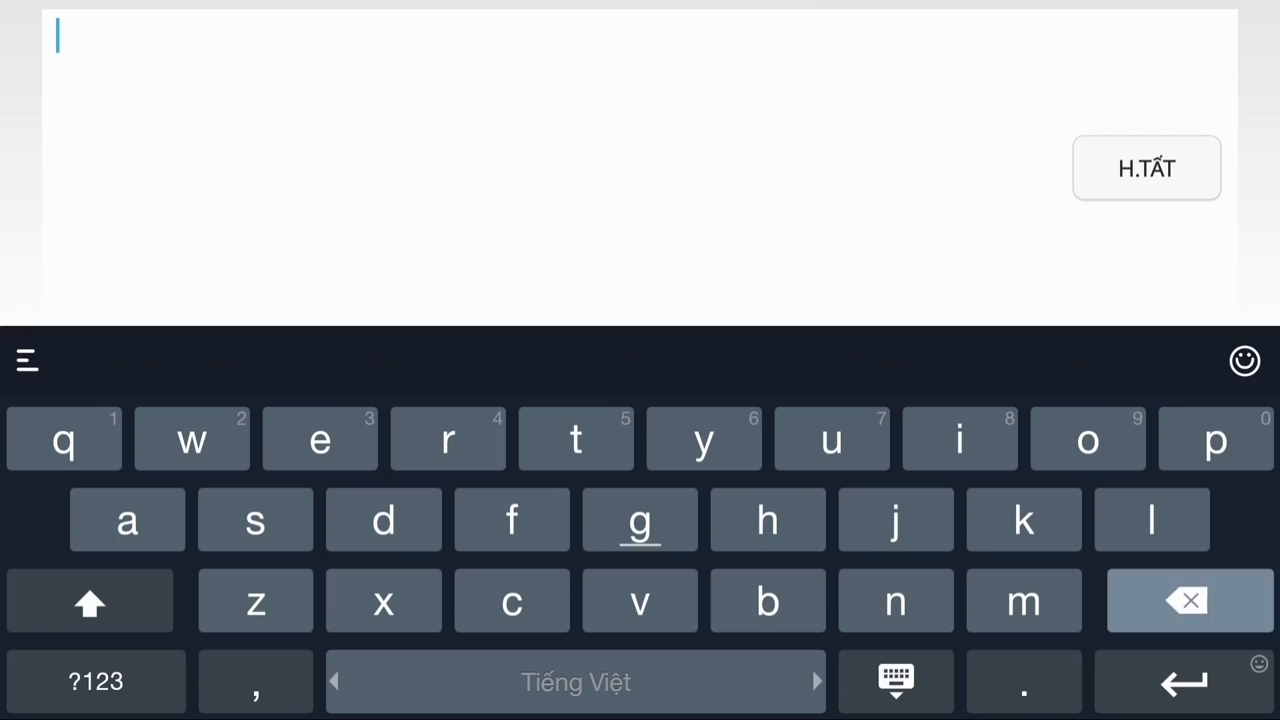 H.TẤT
q 1 w 2 e 3 r 4 t 5 y 6 u 7 i 8 o 9 p 0
a s d f g h j k l
z x c v b n m
?123 , Tiếng Việt .